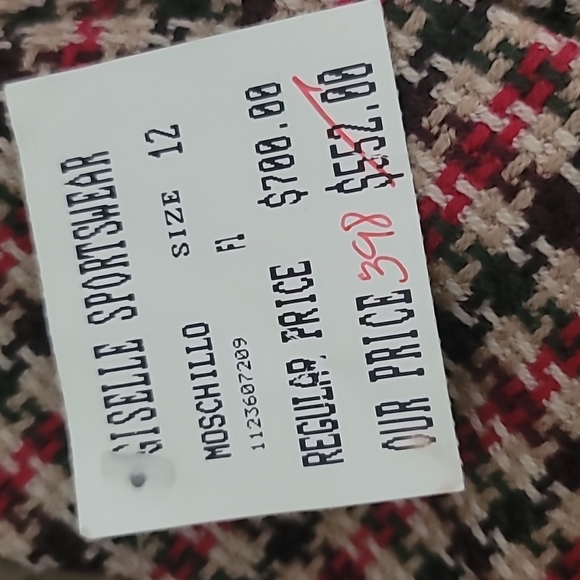 GISELLE SPORTSWEAR
SIZE 12
MOSCHILLO F1
1123607209
REGULAR PRICE $700.00
OUR PRICE 398 $552.00